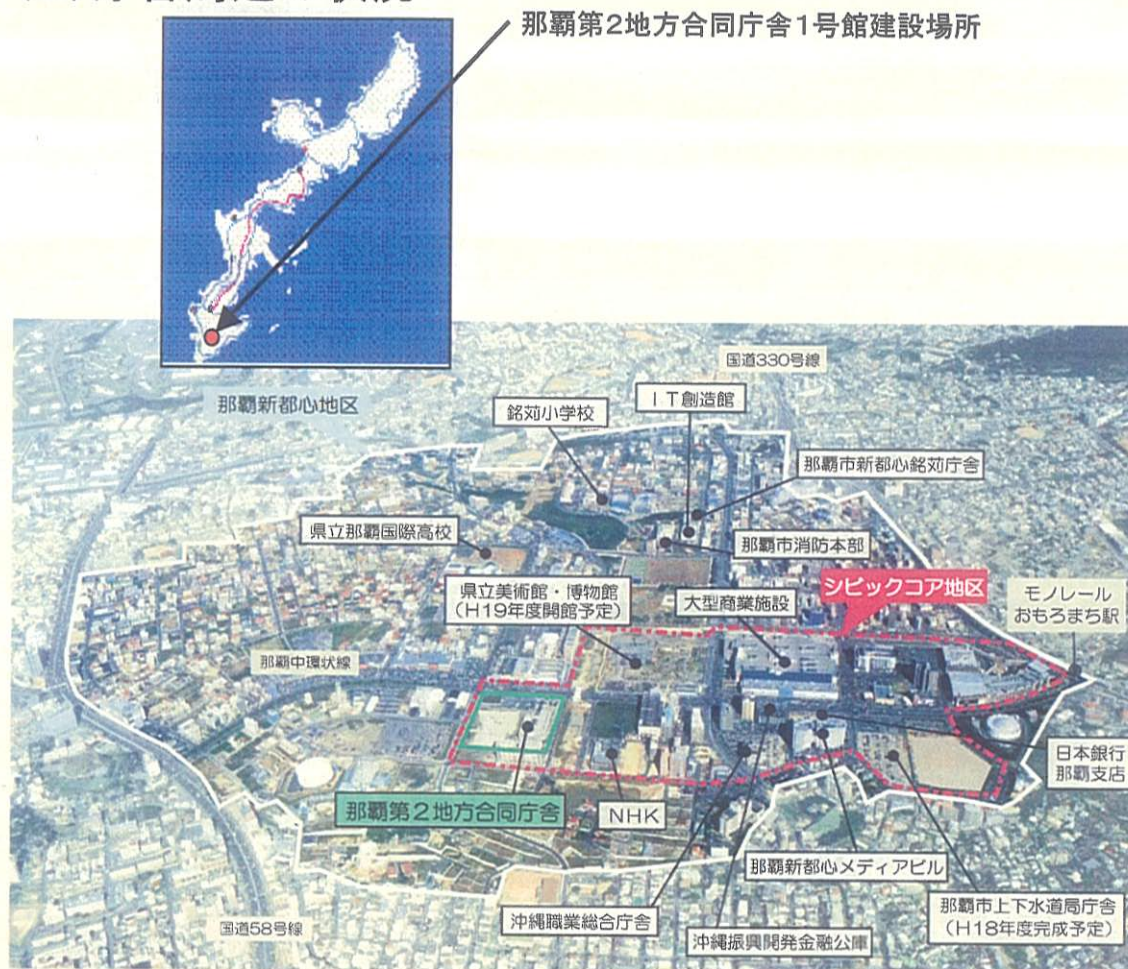 那覇第2地方合同庁舎1号館建設場所
国道330号線
那覇新都心地区
IT創造館
銘苅小学校
那覇市新都心銘苅庁舎
県立那覇国際高校
那覇市消防本部
シビックコア地区
県立美術館・博物館
(H19年度開館予定)
大型商業施設
モノレール
おもろまち駅
那覇中環状線
日本銀行
那覇支店
那覇第2地方合同庁舎
NHK
那覇新都心メディアビル
沖縄職業総合庁舎
那覇市上下水道局庁舎
(H18年度完成予定)
国道58号線
沖縄振興開発金融公庫